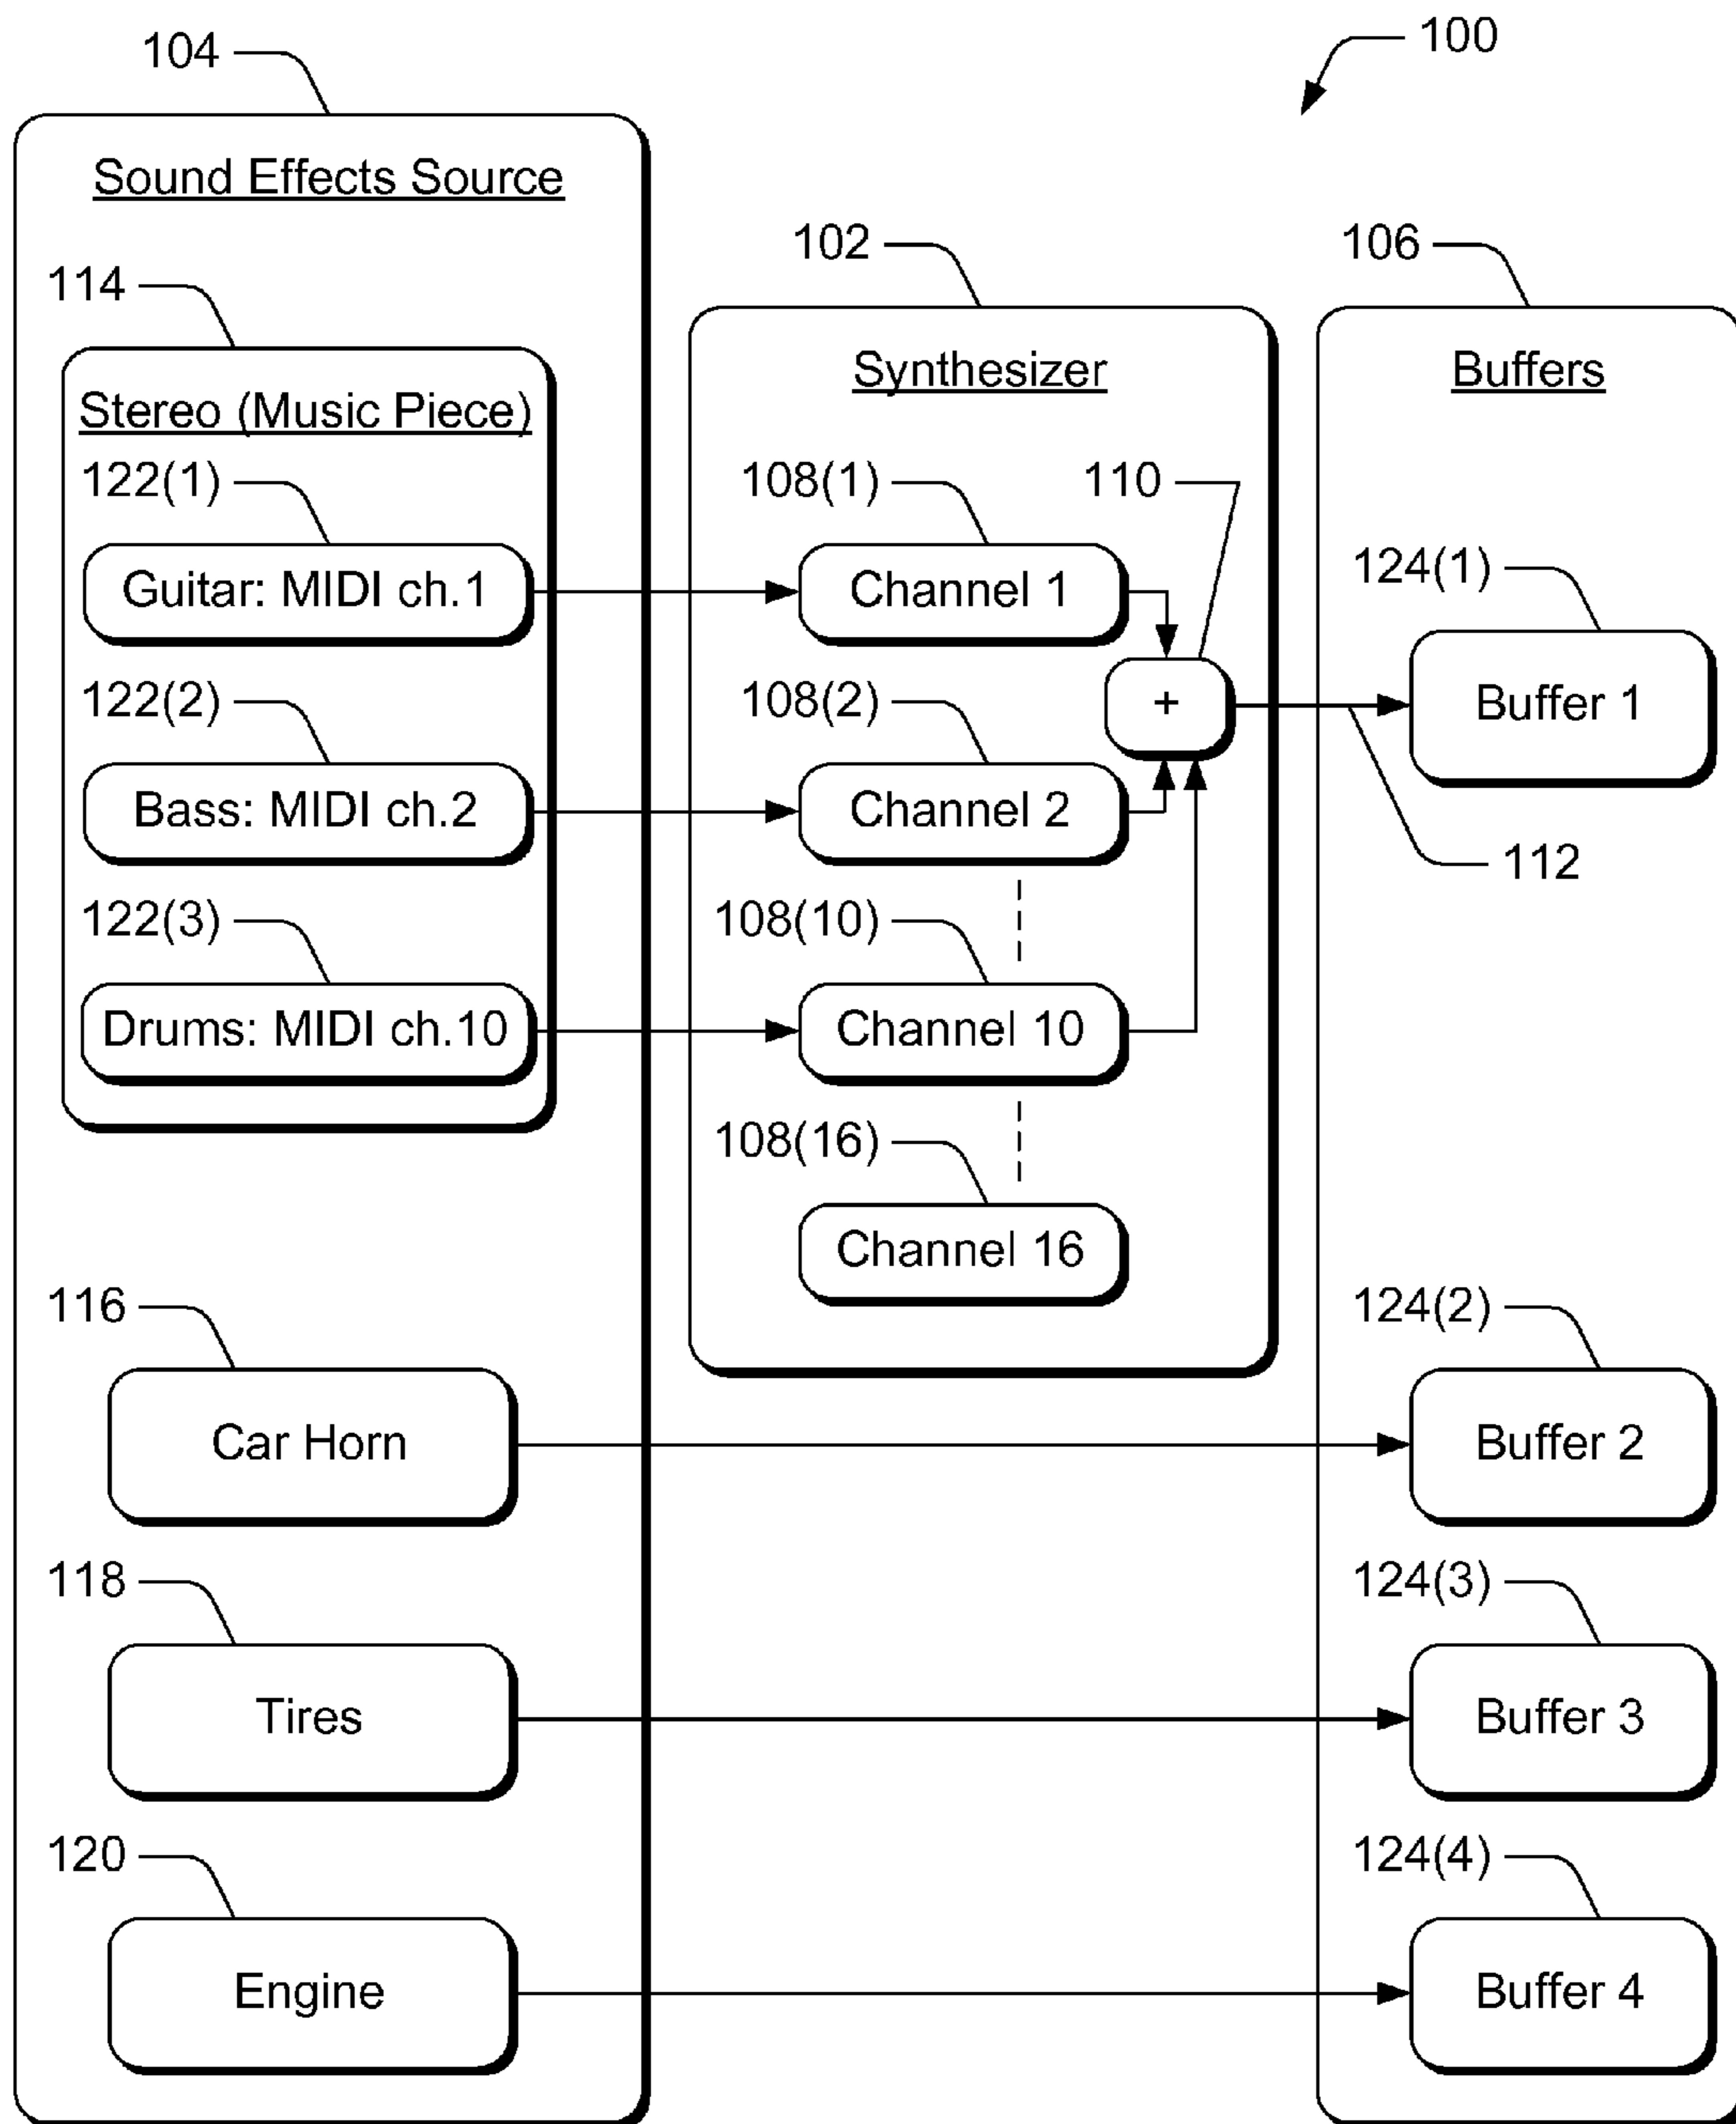 100
104
Sound Effects Source
102
106
114
Synthesizer
Buffers
Stereo (Music Piece)
122(1)
108(1)
110
124(1)
Guitar: MIDI ch.1
Channel 1
122(2)
108(2)
+
Buffer 1
Bass: MIDI ch.2
Channel 2
112
122(3)
108(10)
Drums: MIDI ch.10
Channel 10
108(16)
Channel 16
116
124(2)
Car Horn
Buffer 2
118
124(3)
Tires
Buffer 3
120
124(4)
Engine
Buffer 4